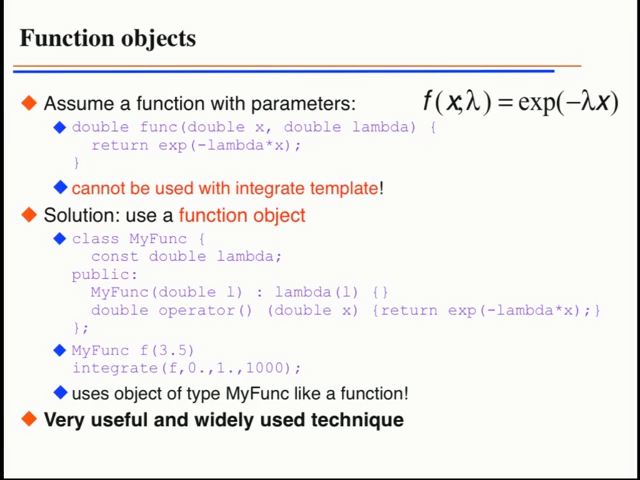 Function objects
Assume a function with parameters: f(x;λ) = exp(−λx)
double func(double x, double lambda) {
return exp(-lambda*x);
}
cannot be used with integrate template!
Solution: use a function object
class MyFunc {
const double lambda;
public:
MyFunc(double l) : lambda(l) {}
double operator() (double x) {return exp(-lambda*x);}
};
MyFunc f(3.5)
integrate(f,0.,1.,1000);
uses object of type MyFunc like a function!
Very useful and widely used technique